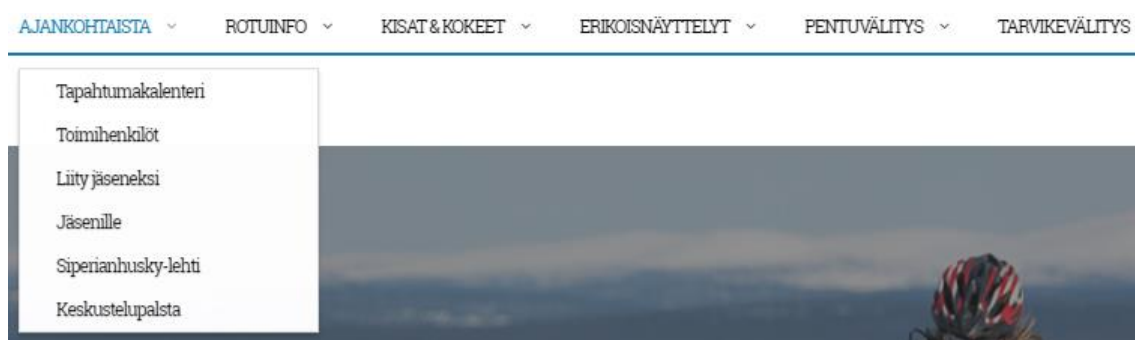 AJANKOHTAISTA ROTUINFO KISAT & KOKEET ERIKOISNÄYTTELYT PENTUVÄLITYS TARVIKEVÄLITYS
Tapahtumakalenteri
Toimihenkilöt
Liity jäseneksi
Jäsenille
Siperianhusky-lehti
Keskustelupalsta